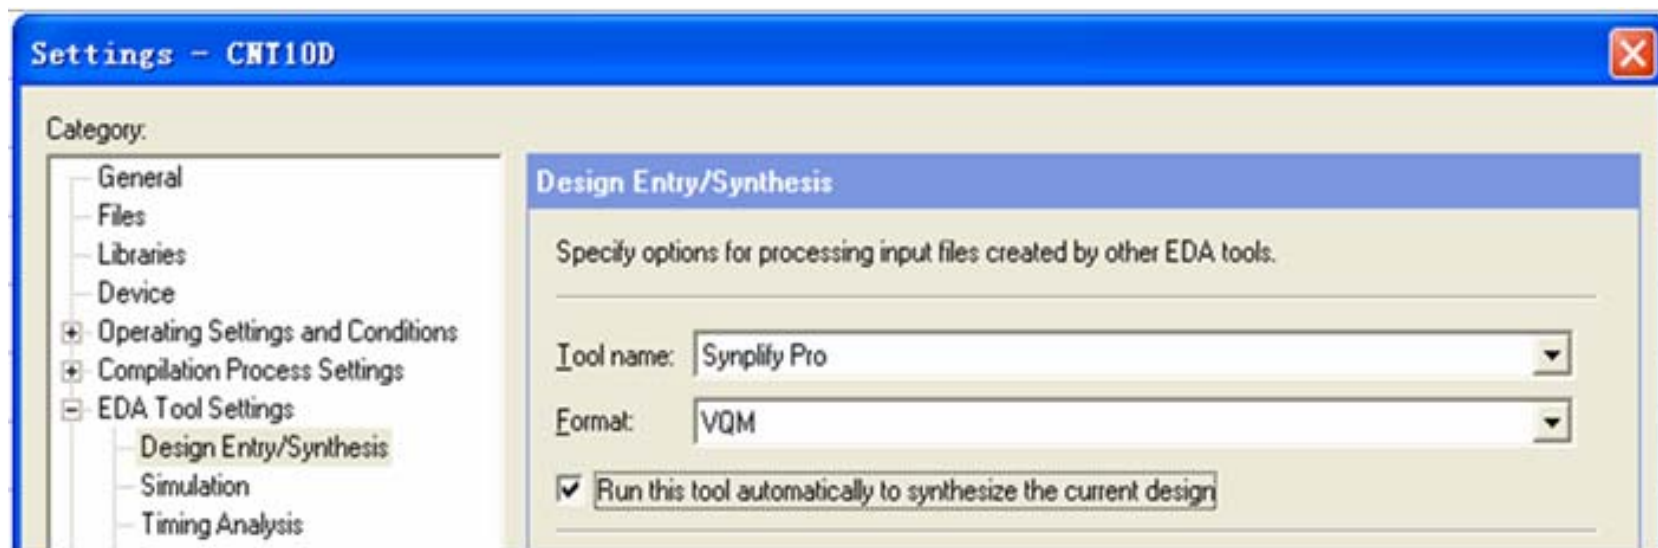 Settings - CNT10D
Category:
General
Files
Libraries
Device
Operating Settings and Conditions
Compilation Process Settings
EDA Tool Settings
Design Entry/Synthesis
Simulation
Timing Analysis
Design Entry/Synthesis
Specify options for processing input files created by other EDA tools.
Tool name: Synplify Pro
Format: VQM
Run this tool automatically to synthesize the current design